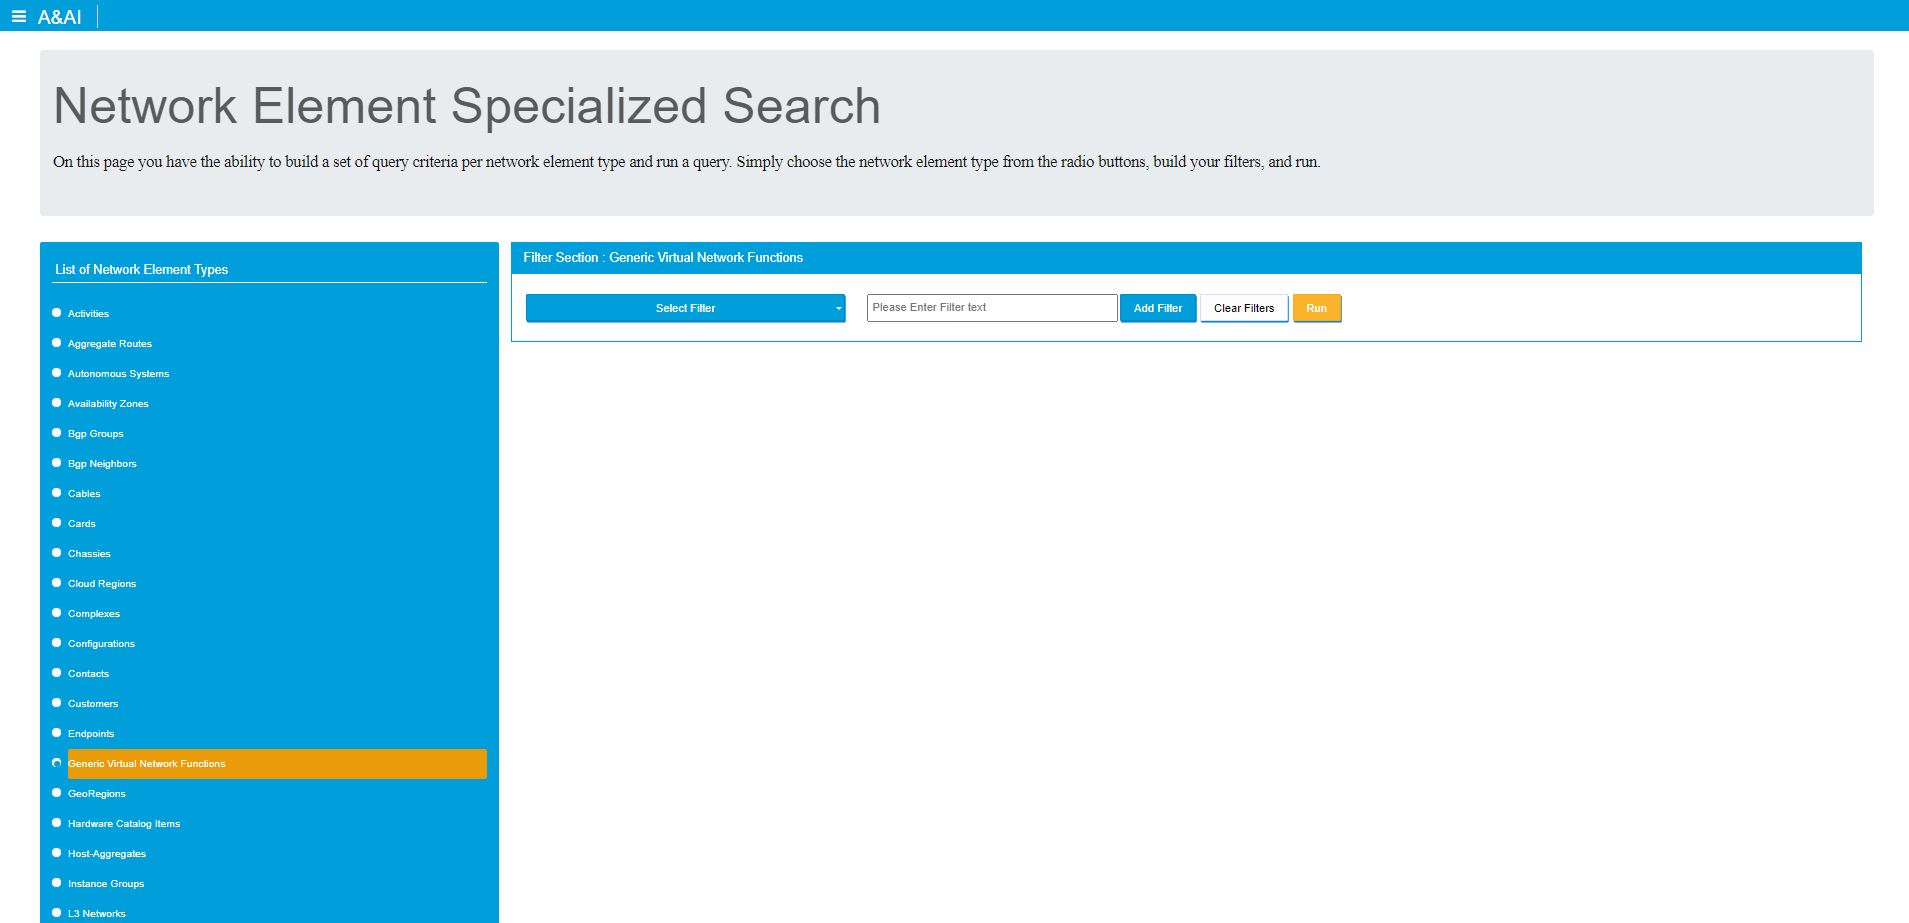 A&AI
Network Element Specialized Search
On this page you have the ability to build a set of query criteria per network element type and run a query. Simply choose the network element type from the radio buttons, build your filters, and run.
List of Network Element Types
Activities
Aggregate Routes
Autonomous Systems
Availability Zones
Bgp Groups
Bgp Neighbors
Cables
Cards
Chassies
Cloud Regions
Complexes
Configurations
Contacts
Customers
Endpoints
Generic Virtual Network Functions
GeoRegions
Hardware Catalog Items
Host-Aggregates
Instance Groups
L3 Networks
Filter Section : Generic Virtual Network Functions
Select Filter Please Enter Filter text Add Filter Clear Filters Run